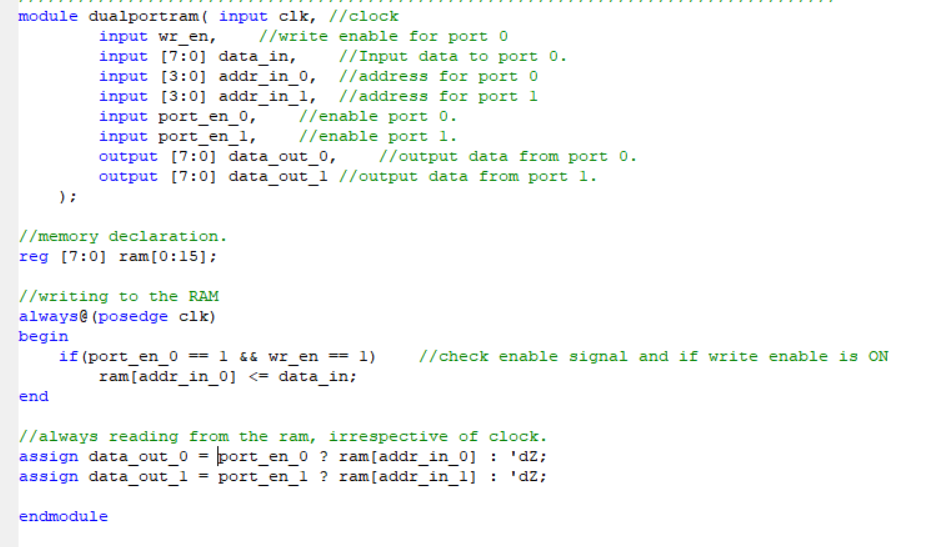 module dualportram( input clk, //clock
input wr_en, //write enable for port 0
input [7:0] data_in, //Input data to port 0.
input [3:0] addr_in_0, //address for port 0
input [3:0] addr_in_1, //address for port 1
input port_en_0, //enable port 0.
input port_en_1, //enable port 1.
output [7:0] data_out_0, //output data from port 0.
output [7:0] data_out_1 //output data from port 1.
);
//memory declaration.
reg [7:0] ram[0:15];
//writing to the RAM
always@(posedge clk)
begin
if(port_en_0 == 1 && wr_en == 1) //check enable signal and if write enable is ON
ram[addr_in_0] <= data_in;
end
//always reading from the ram, irrespective of clock.
assign data_out_0 = port_en_0 ? ram[addr_in_0] : 'dZ;
assign data_out_1 = port_en_1 ? ram[addr_in_1] : 'dZ;
endmodule